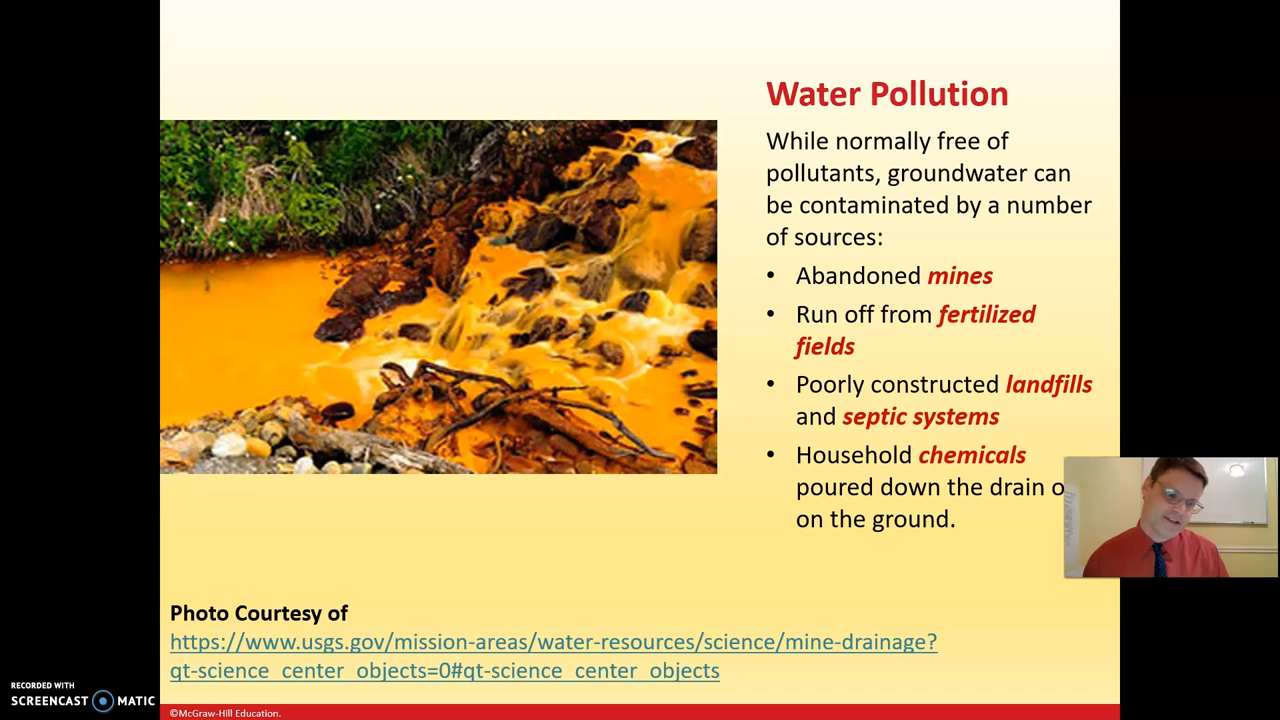 Water Pollution
While normally free of
pollutants, groundwater can
be contaminated by a number
of sources:
• Abandoned mines
• Run off from fertilized
fields
• Poorly constructed landfills
and septic systems
• Household chemicals
poured down the drain o
on the ground.
Photo Courtesy of
https://www.usgs.gov/mission-areas/water-resources/science/mine-drainage?
qt-science_center_objects=0#qt-science_center_objects
RECORDED WITH
SCREENCAST MATIC
©McGraw-Hill Education.